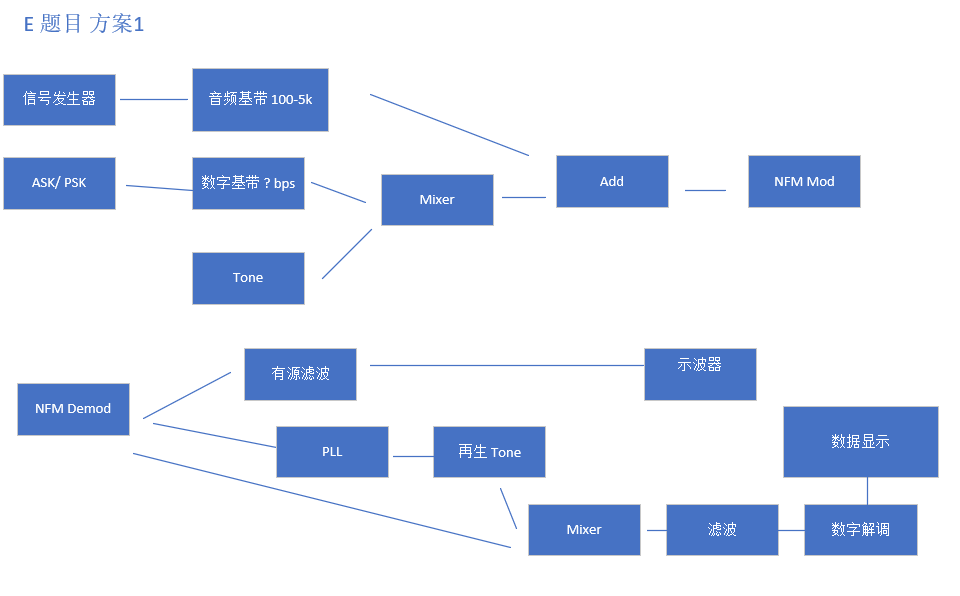 E 题目 方案1
信号发生器
音频基带 100-5k
ASK/ PSK
数字基带 ? bps
Mixer
Add
NFM Mod
Tone
有源滤波
示波器
NFM Demod
PLL
再生 Tone
数据显示
Mixer
滤波
数字解调